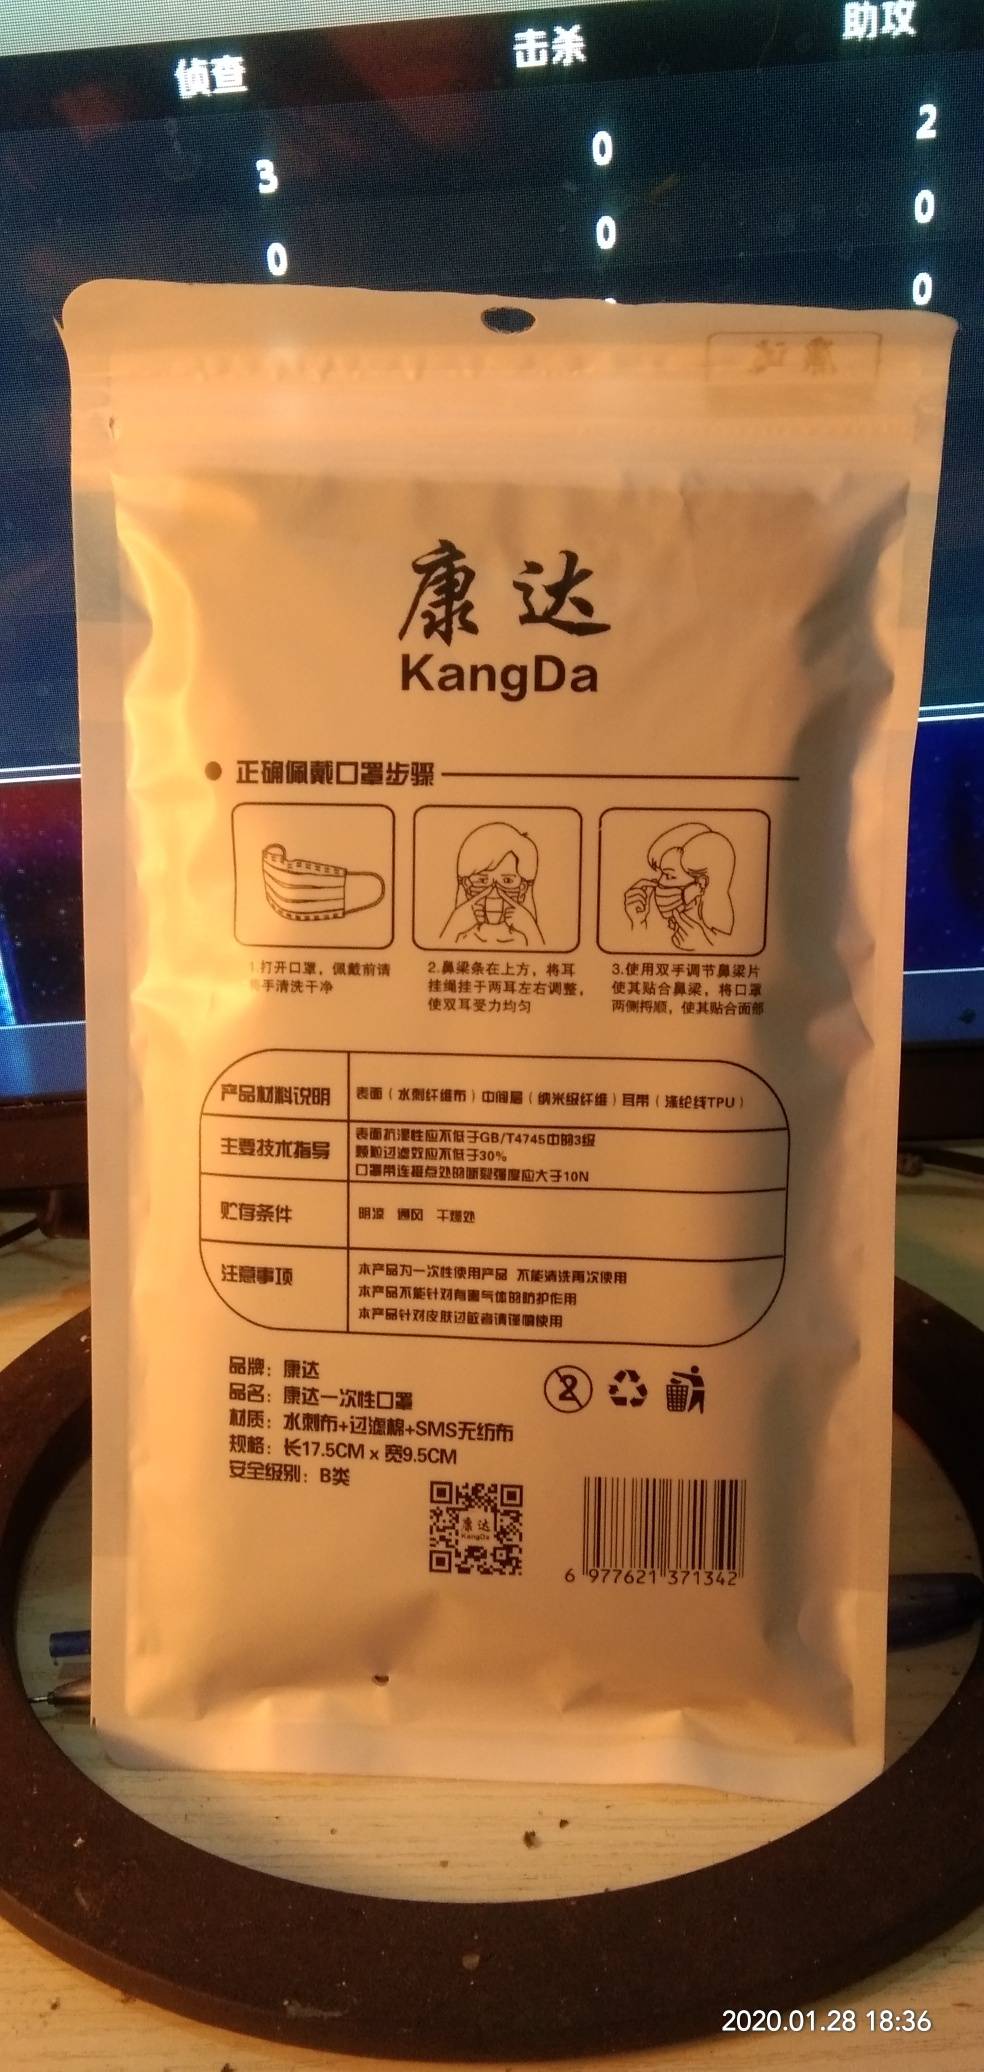 侦查 击杀 助攻
3 0 2
0 0 0
0
康达
康达
KangDa
正确佩戴口罩步骤
1.打开口罩，佩戴前请
手清洗干净
2.鼻梁条在上方，将耳
挂绳挂于两耳左右调整，
使双耳受力均匀
3.使用双手调节鼻梁片
使其贴合鼻梁，将口罩
两侧捋顺，使其贴合面部
产品材料说明 表面（水刺纤维布）中间层（纳米级纤维）耳带（涤纶线TPU）
主要技术指导 表面抗湿性应不低于GB/T4745中的3级
颗粒过滤效应不低于30%
口罩带连接点处的断裂强度应大于10N
贮存条件 阴凉 通风 干燥处
注意事项 本产品为一次性使用产品 不能清洗再次使用
本产品不能针对有害气体的防护作用
本产品针对皮肤过敏者请谨慎使用
品牌：康达
品名：康达一次性口罩
材质：水刺布+过滤棉+SMS无纺布
规格：长17.5CM x 宽9.5CM
安全级别：B类
2
康达
KangDa
6 977621 371342
2020.01.28 18:36